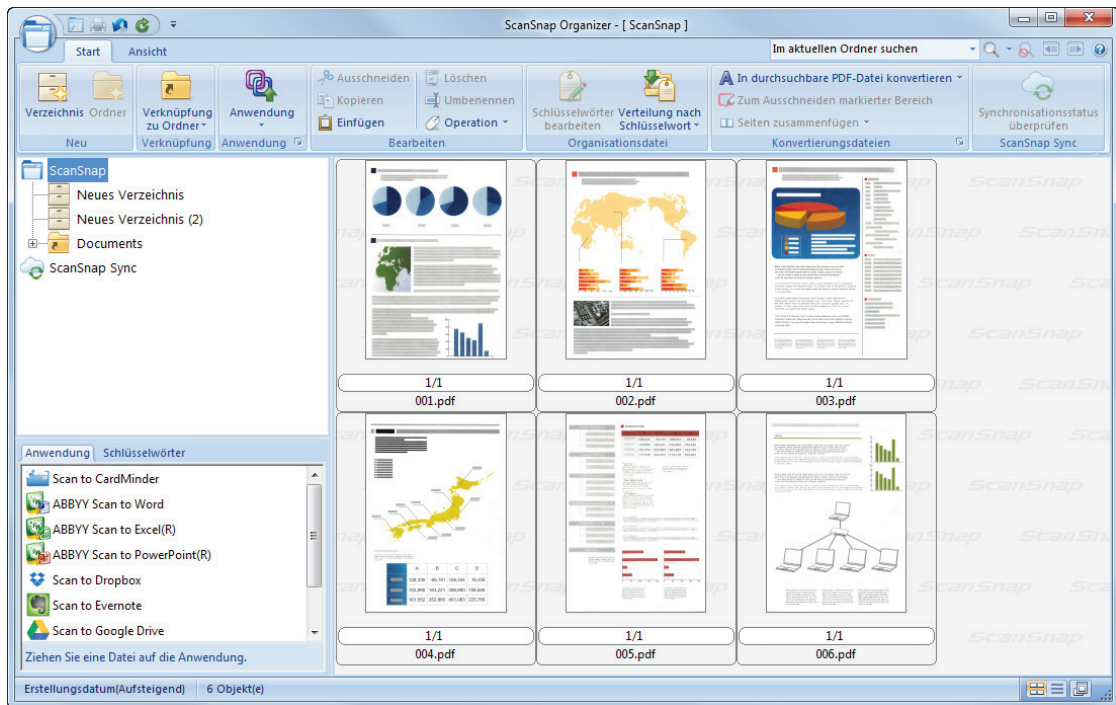 ScanSnap Organizer - [ ScanSnap ]
Start Ansicht
Im aktuellen Ordner suchen
Verzeichnis Ordner
Neu
Verknüpfung zu Ordner
Verknüpfung
Anwendung
Anwendung
Ausschneiden
Kopieren
Einfügen
Löschen
Umbenennen
Operation
Bearbeiten
Schlüsselwörter bearbeiten
Verteilung nach Schlüsselwort
Organisationsdatei
In durchsuchbare PDF-Datei konvertieren
Zum Ausschneiden markierter Bereich
Seiten zusammenfügen
Konvertierungsdateien
Synchronisationsstatus überprüfen
ScanSnap Sync
ScanSnap
Neues Verzeichnis
Neues Verzeichnis (2)
Documents
ScanSnap Sync
Anwendung Schlüsselwörter
Scan to CardMinder
ABBYY Scan to Word
ABBYY Scan to Excel(R)
ABBYY Scan to PowerPoint(R)
Scan to Dropbox
Scan to Evernote
Scan to Google Drive
Ziehen Sie eine Datei auf die Anwendung.
1/1
001.pdf
1/1
002.pdf
1/1
003.pdf
1/1
004.pdf
1/1
005.pdf
1/1
006.pdf
ScanSnap
Erstellungsdatum(Aufsteigend) 6 Objekt(e)